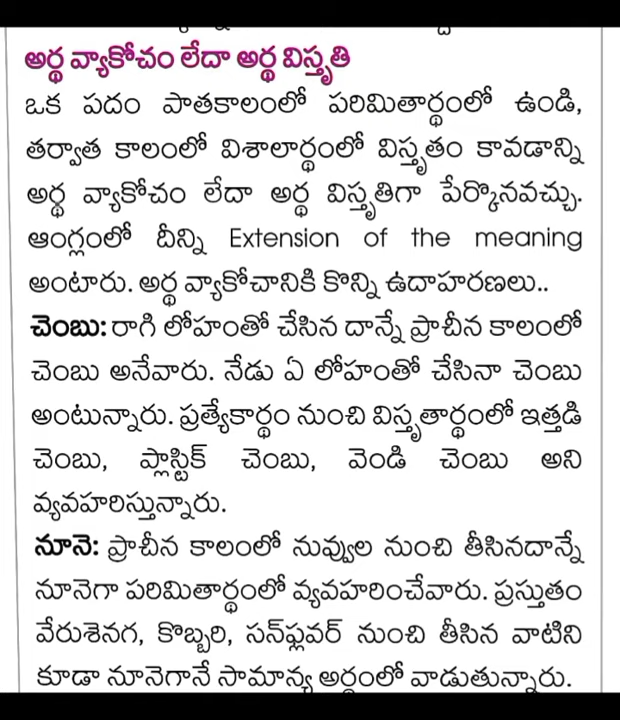 అర్థ వ్యాకోచం లేదా అర్థ విస్తృతి
ఒక పదం పాతకాలంలో పరిమితార్థంలో ఉండి,
తర్వాత కాలంలో విశాలార్థంలో విస్తృతం కావడాన్ని
అర్థ వ్యాకోచం లేదా అర్థ విస్తృతిగా పేర్కొనవచ్చు.
ఆంగ్లంలో దీన్ని Extension of the meaning
అంటారు. అర్థ వ్యాకోచానికి కొన్ని ఉదాహరణలు..
చెంబు: రాగి లోహంతో చేసిన దాన్నే ప్రాచీన కాలంలో
చెంబు అనేవారు. నేడు ఏ లోహంతో చేసినా చెంబు
అంటున్నారు. ప్రత్యేకార్థం నుంచి విస్తృతార్థంలో ఇత్తడి
చెంబు, ప్లాస్టిక్ చెంబు, వెండి చెంబు అని
వ్యవహరిస్తున్నారు.
నూనె: ప్రాచీన కాలంలో నువ్వుల నుంచి తీసినదాన్నే
నూనెగా పరిమితార్థంలో వ్యవహరించేవారు. ప్రస్తుతం
వేరుశెనగ, కొబ్బరి, సన్‌ఫ్లవర్ నుంచి తీసిన వాటిని
కూడా నూనెగానే సామాన్య అర్థంలో వాడుతున్నారు.